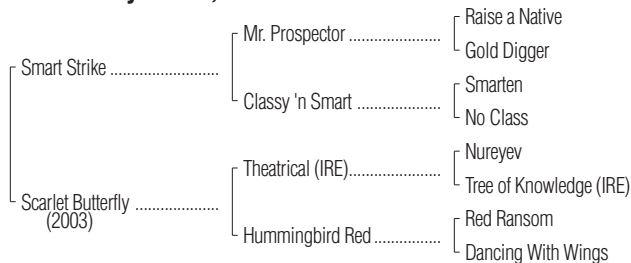 Raise a Native
Mr. Prospector ....................
Gold Digger
Smart Strike ........................
Smarten
Classy 'n Smart ..................
No Class
Nureyev
Theatrical (IRE)....................
Tree of Knowledge (IRE)
Scarlet Butterfly ..................
(2003)
Red Ransom
Hummingbird Red ..............
Dancing With Wings